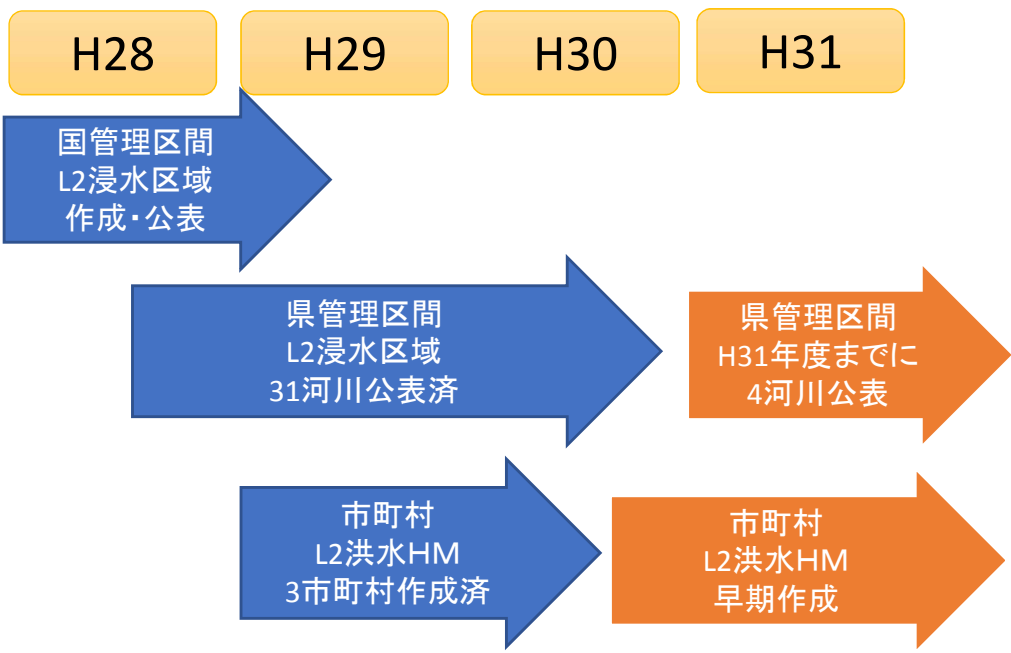 H28
H29
H30
H31
国管理区間
L2浸水区域
作成・公表
県管理区間
L2浸水区域
31河川公表済
県管理区間
H31年度までに
4河川公表
市町村
L2洪水HM
3市町村作成済
市町村
L2洪水HM
早期作成